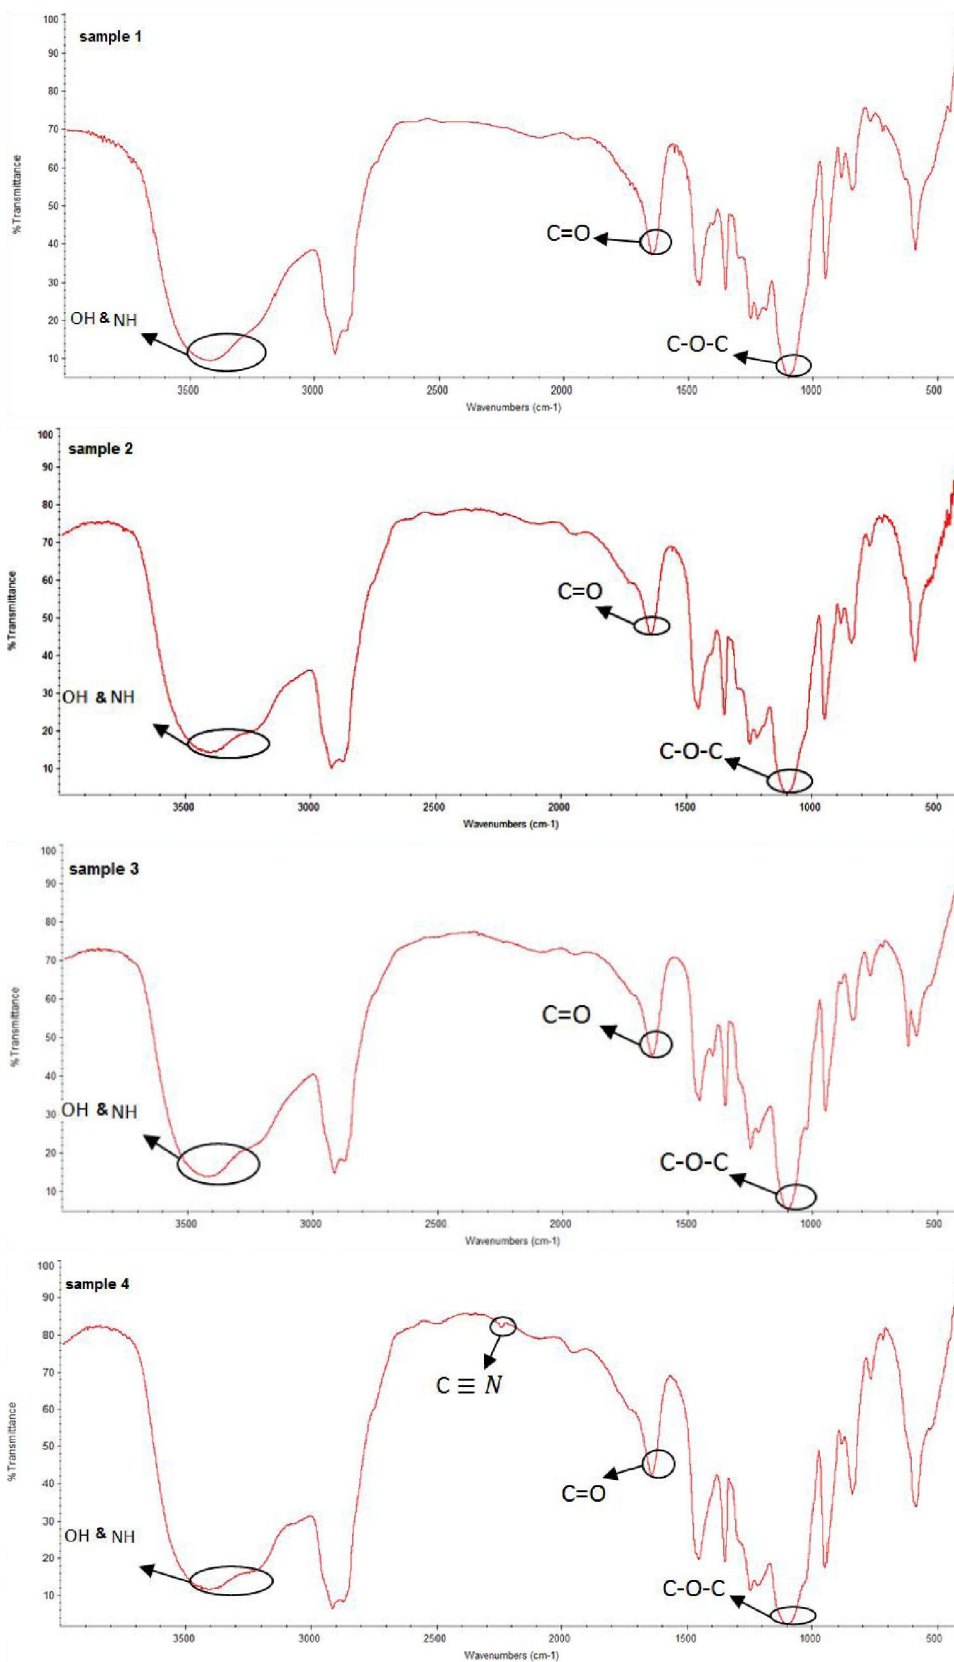 sample 1
100
90
80
70
60
50
40
30
20
10
%Transmittance
C=O
OH & NH
C-O-C
3500 3000 2500 2000 1500 1000 500
Wavenumbers (cm-1)
sample 2
100
90
80
70
60
50
40
30
20
10
%Transmittance
C=O
OH & NH
C-O-C
3500 3000 2500 2000 1500 1000 500
Wavenumbers (cm-1)
sample 3
100
90
80
70
60
50
40
30
20
10
%Transmittance
C=O
OH & NH
C-O-C
3500 3000 2500 2000 1500 1000 500
Wavenumbers (cm-1)
sample 4
100
90
80
70
60
50
40
30
20
10
%Transmittance
C ≡ N
C=O
OH & NH
C-O-C
3500 3000 2500 2000 1500 1000 500
Wavenumbers (cm-1)